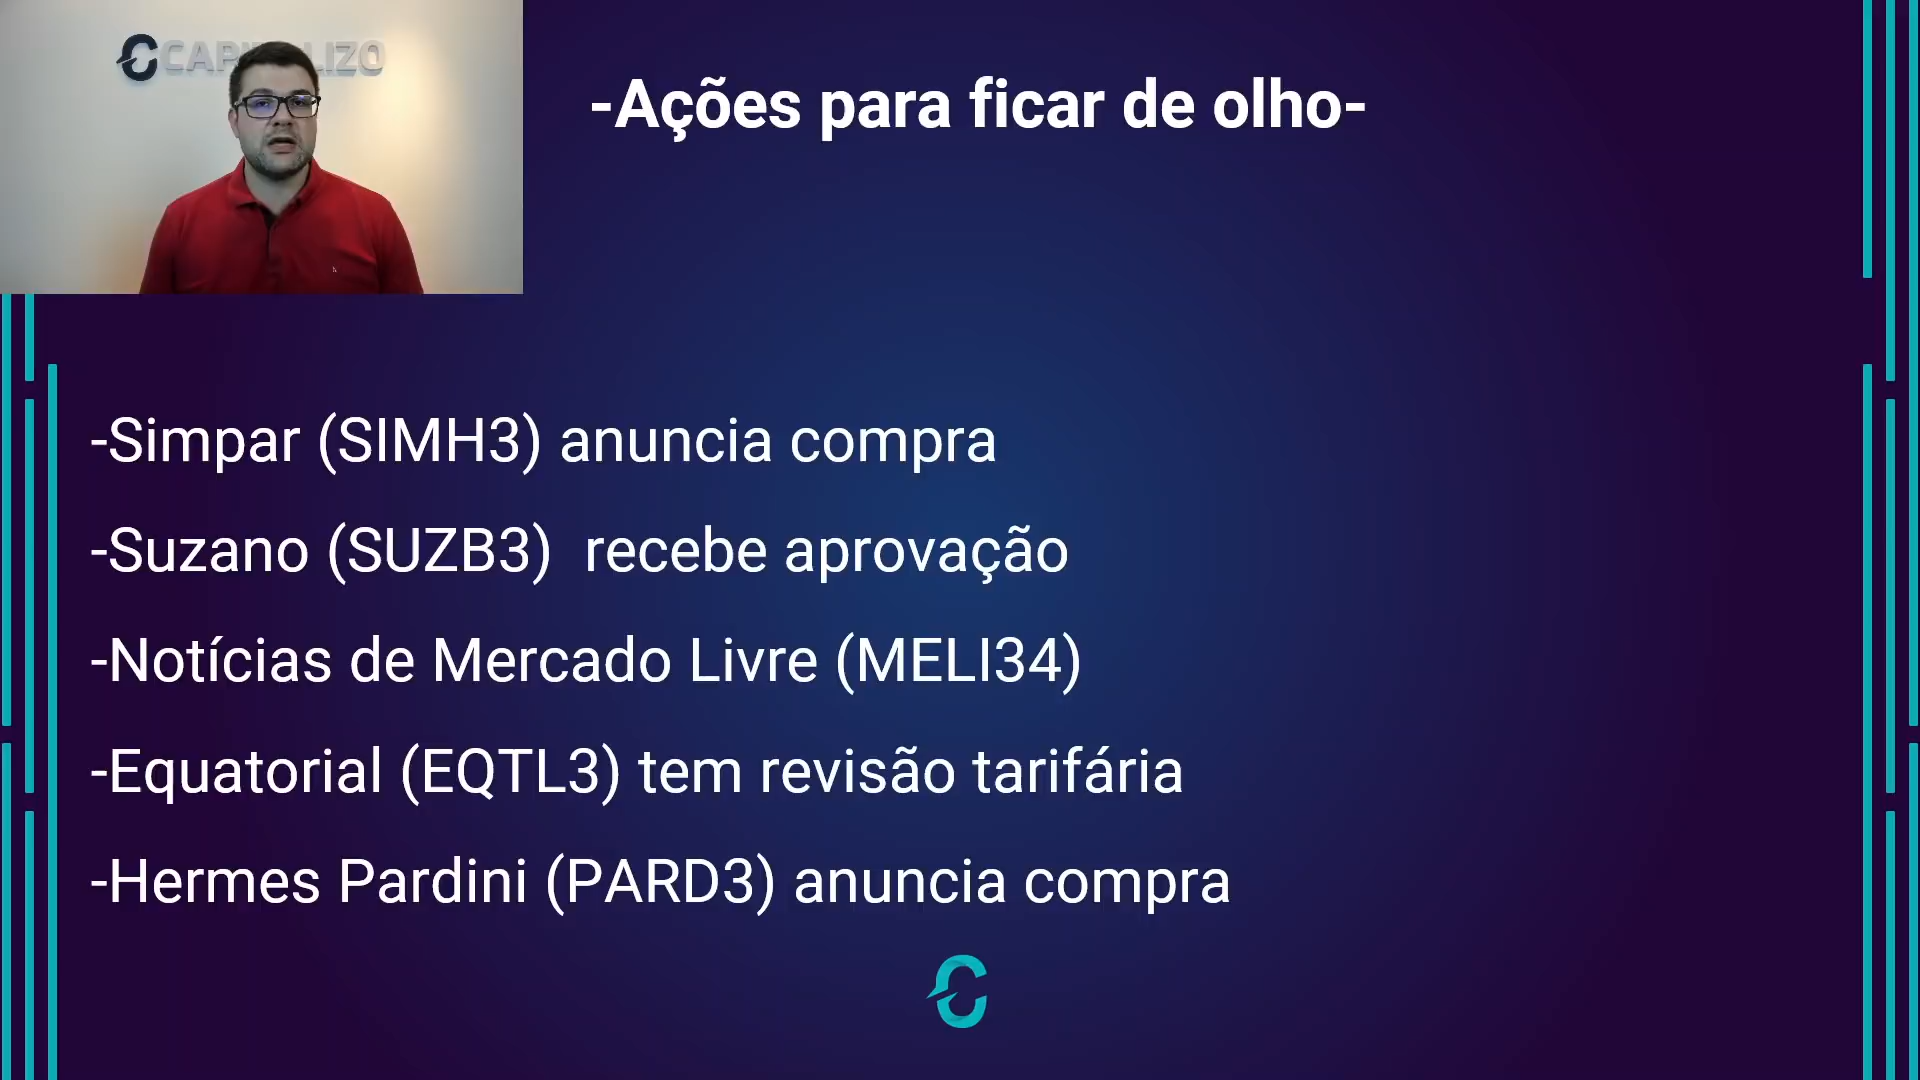 -Ações para ficar de olho-
-Simpar (SIMH3) anuncia compra
-Suzano (SUZB3)  recebe aprovação
-Notícias de Mercado Livre (MELI34)
-Equatorial (EQTL3) tem revisão tarifária
-Hermes Pardini (PARD3) anuncia compra